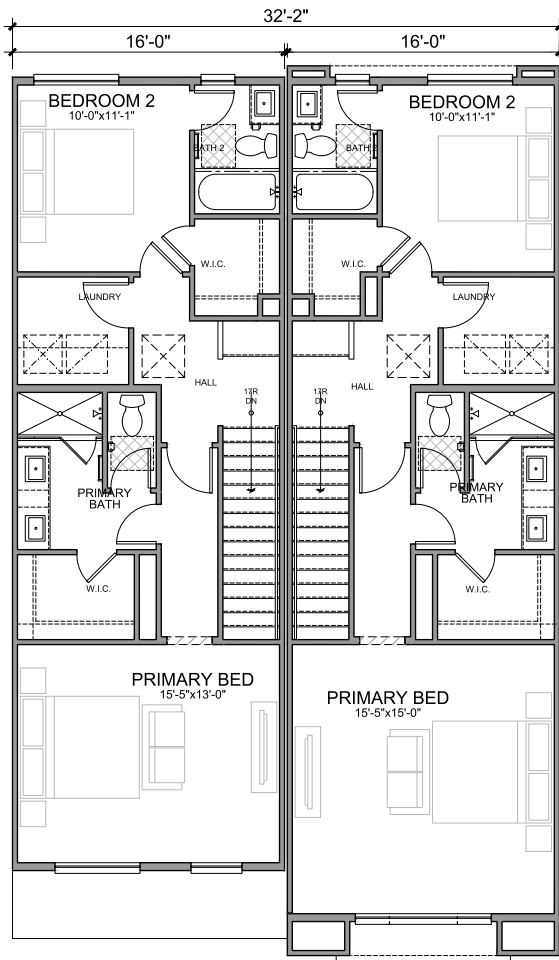 32'-2"
16'-0"
16'-0"
BEDROOM 2
10'-0"x11'-1"
BEDROOM 2
10'-0"x11'-1"
BATH 2
BATH 2
W.I.C.
W.I.C.
LAUNDRY
LAUNDRY
HALL
HALL
17R
DN
17R
DN
PRIMARY
BATH
PRIMARY
BATH
W.I.C.
W.I.C.
PRIMARY BED
15'-5"x13'-0"
PRIMARY BED
15'-5"x15'-0"